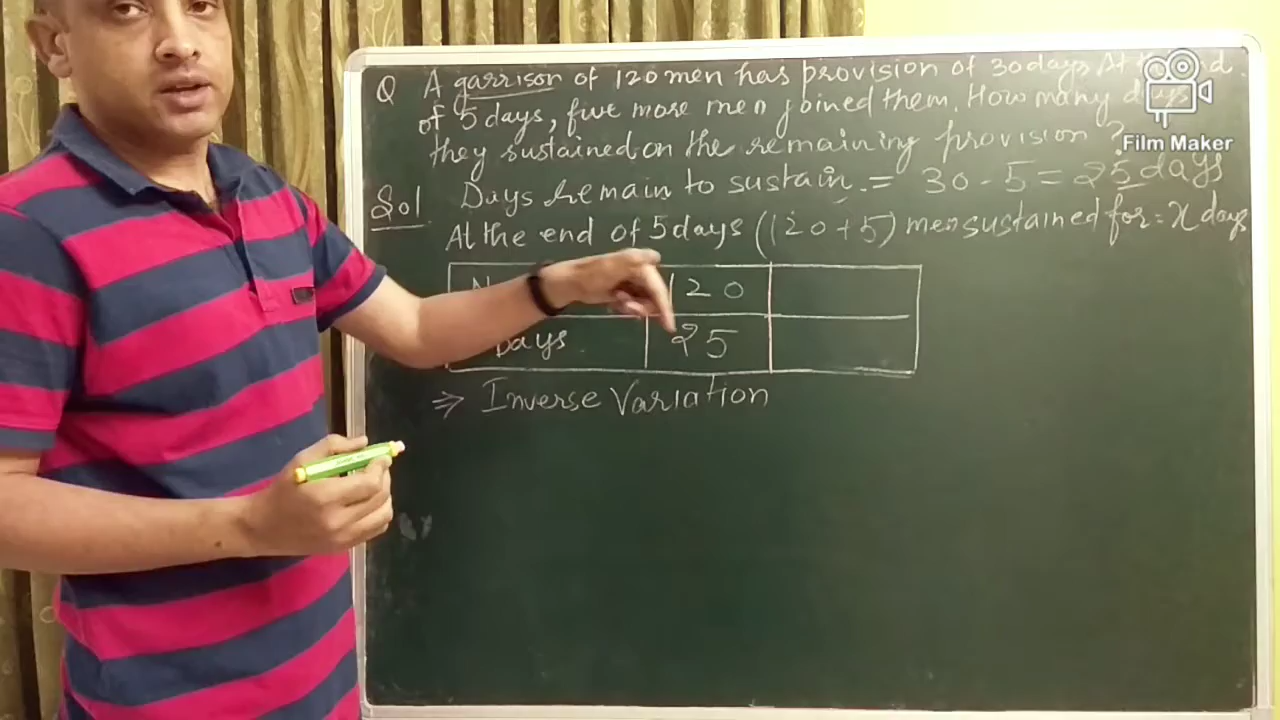 Q A garrison of 120 men has provision of 30 days. At
of 5 days, five more men joined them. How many days
they sustained on the remaining provision?
Sol Days remain to sustain. = 30 - 5 = 25 days
At the end of 5 days (120+5) men sustained for = x days
120
Days 25
⇒ Inverse Variation
Film Maker